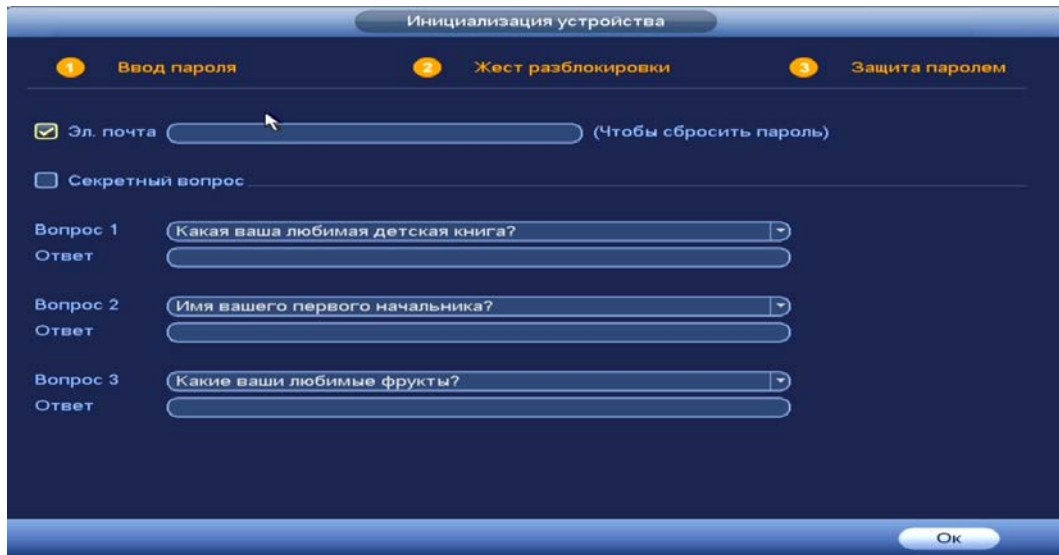 Инициализация устройства
1 Ввод пароля 2 Жест разблокировки 3 Защита паролем
Эл. почта (Чтобы сбросить пароль)
Секретный вопрос
Вопрос 1 Какая ваша любимая детская книга?
Ответ
Вопрос 2 Имя вашего первого начальника?
Ответ
Вопрос 3 Какие ваши любимые фрукты?
Ответ
Ок